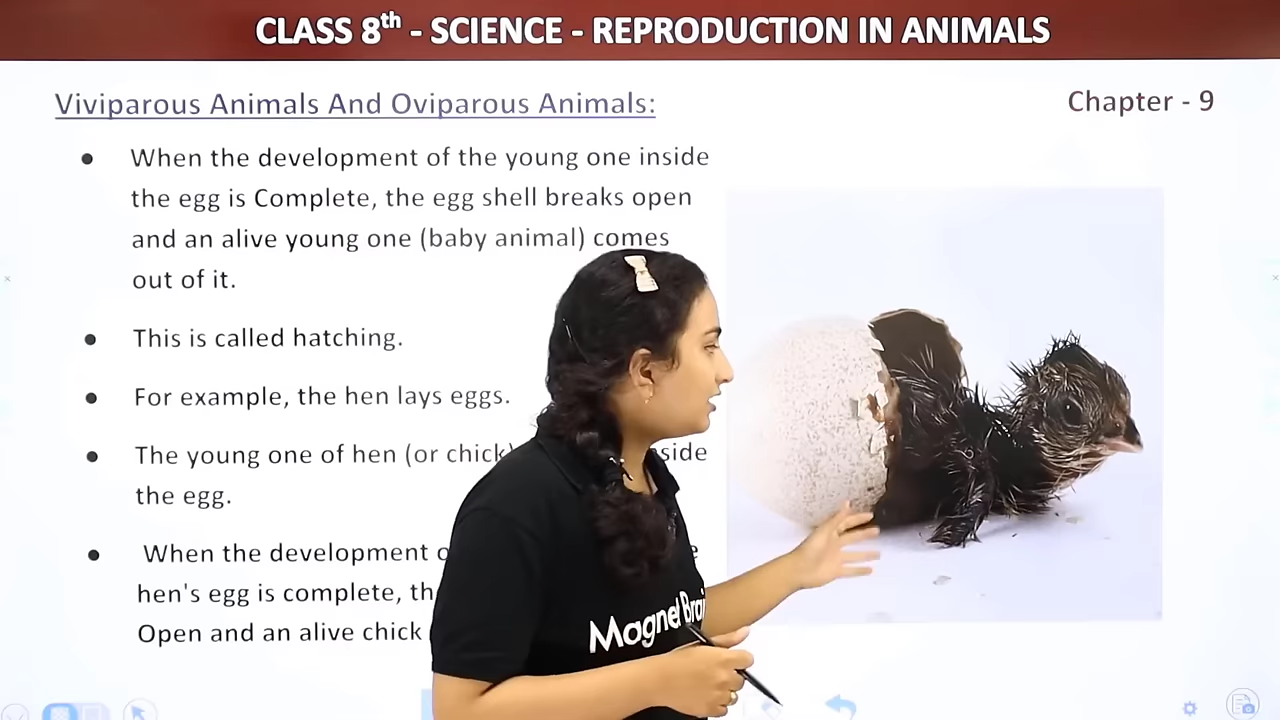 CLASS 8th - SCIENCE - REPRODUCTION IN ANIMALS
Viviparous Animals And Oviparous Animals:
Chapter - 9
● When the development of the young one inside
the egg is Complete, the egg shell breaks open
and an alive young one (baby animal) comes
out of it.
● This is called hatching.
● For example, the hen lays eggs.
● The young one of hen (or chick)
the egg.
● When the development
hen's egg is complete,
Open and an alive chick
Magnet